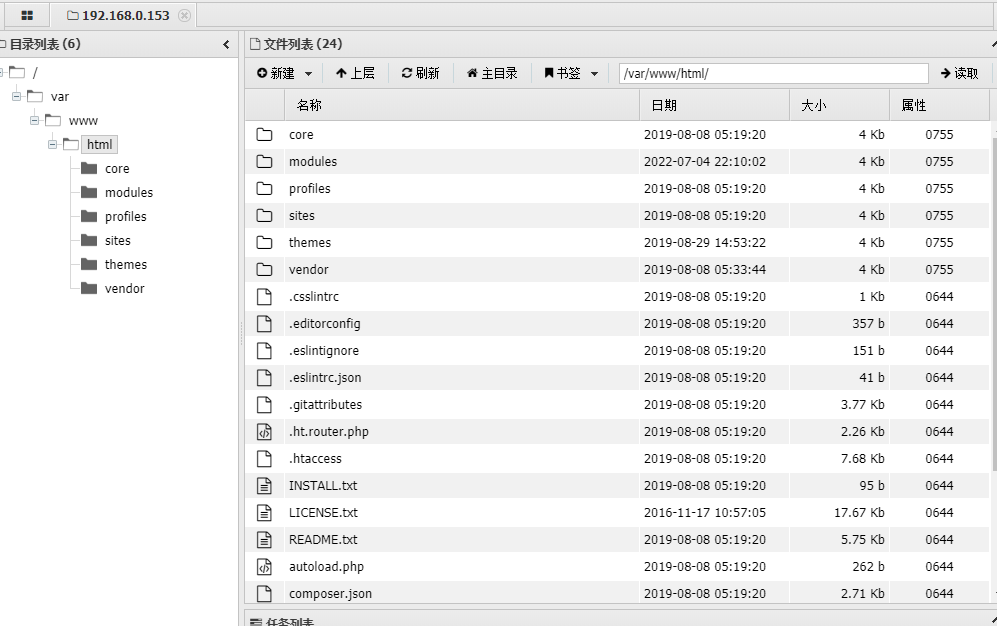 192.168.0.153
目录列表 (6)
/
var
www
html
core
modules
profiles
sites
themes
vendor
文件列表 (24)
新建 上层 刷新 主目录 书签 /var/www/html/ 读取
名称 日期 大小 属性
core 2019-08-08 05:19:20 4 Kb 0755
modules 2022-07-04 22:10:02 4 Kb 0755
profiles 2019-08-08 05:19:20 4 Kb 0755
sites 2019-08-08 05:19:20 4 Kb 0755
themes 2019-08-29 14:53:22 4 Kb 0755
vendor 2019-08-08 05:33:44 4 Kb 0755
.csslintrc 2019-08-08 05:19:20 1 Kb 0644
.editorconfig 2019-08-08 05:19:20 357 b 0644
.eslintignore 2019-08-08 05:19:20 151 b 0644
.eslintrc.json 2019-08-08 05:19:20 41 b 0644
.gitattributes 2019-08-08 05:19:20 3.77 Kb 0644
.ht.router.php 2019-08-08 05:19:20 2.26 Kb 0644
.htaccess 2019-08-08 05:19:20 7.68 Kb 0644
INSTALL.txt 2019-08-08 05:19:20 95 b 0644
LICENSE.txt 2016-11-17 10:57:05 17.67 Kb 0644
README.txt 2019-08-08 05:19:20 5.75 Kb 0644
autoload.php 2019-08-08 05:19:20 262 b 0644
composer.json 2019-08-08 05:19:20 2.71 Kb 0644
任务列表